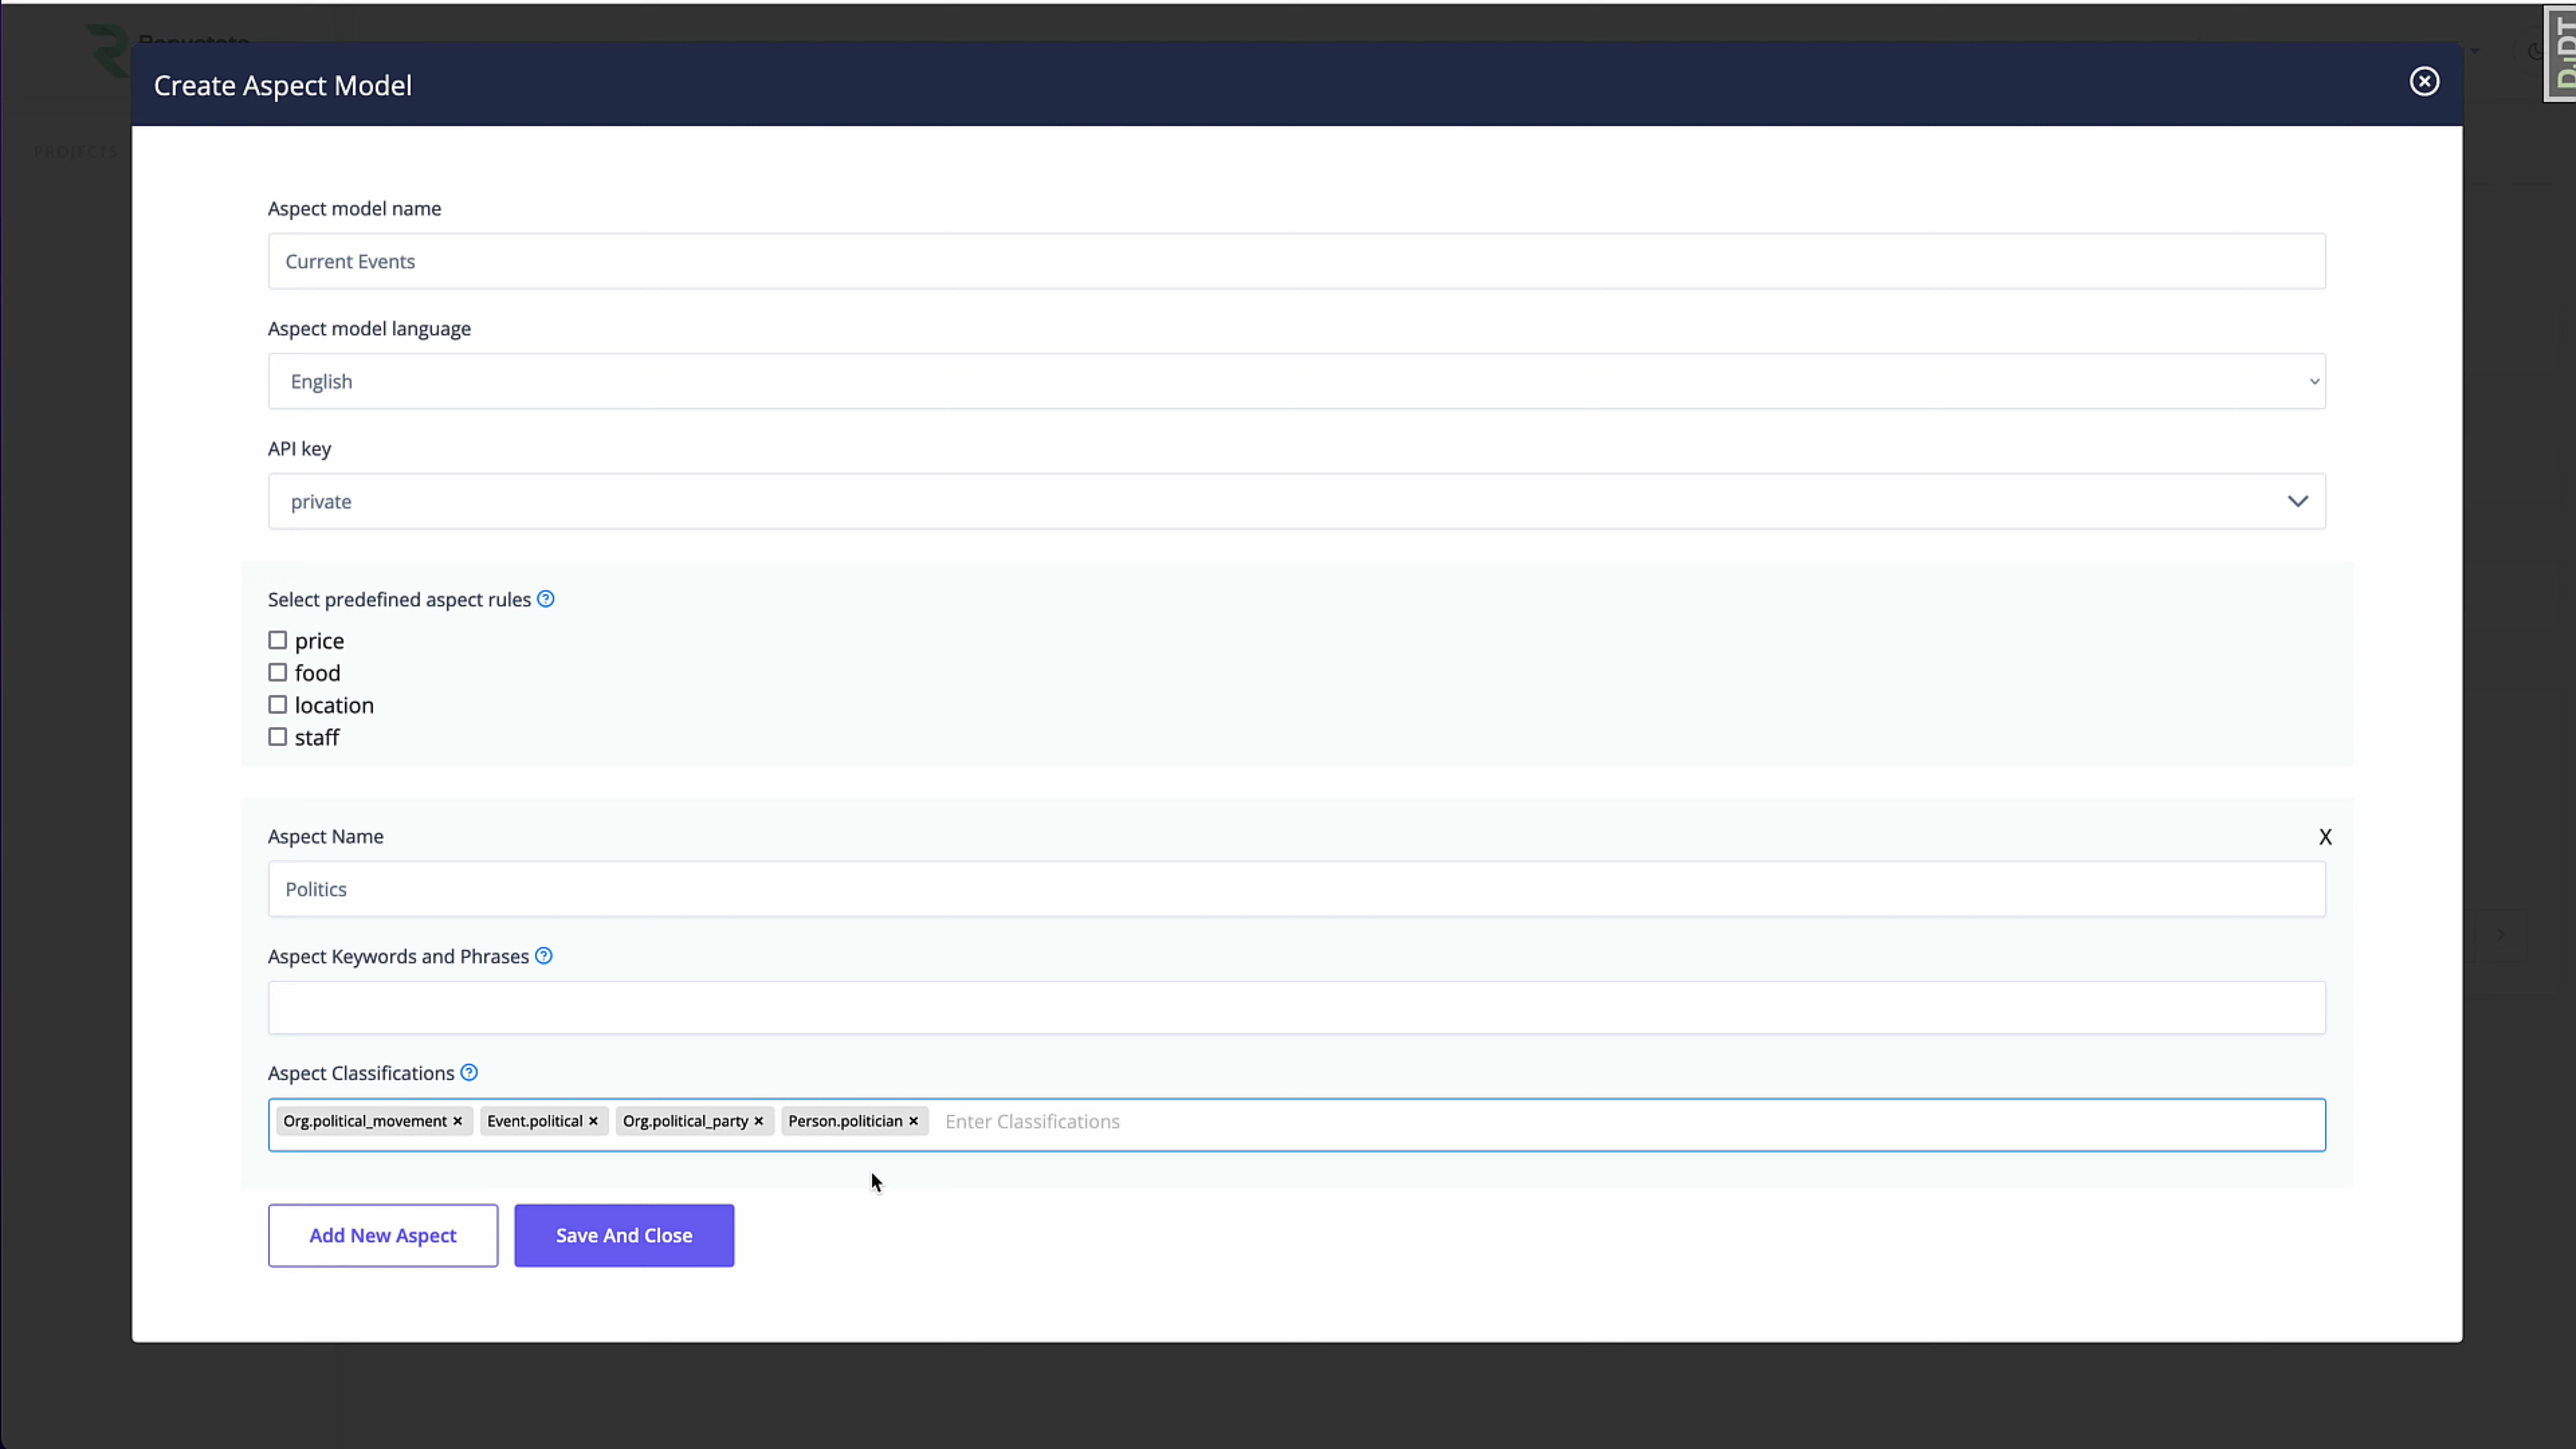 Create Aspect Model
PROJECTS
Aspect model name
Current Events
Aspect model language
English
API key
private
Select predefined aspect rules ?
price
food
location
staff
Aspect Name
X
Politics
Aspect Keywords and Phrases ?
Aspect Classifications ?
Org.political_movement × Event.political × Org.political_party × Person.politician × Enter Classifications
Add New Aspect
Save And Close
DJDT